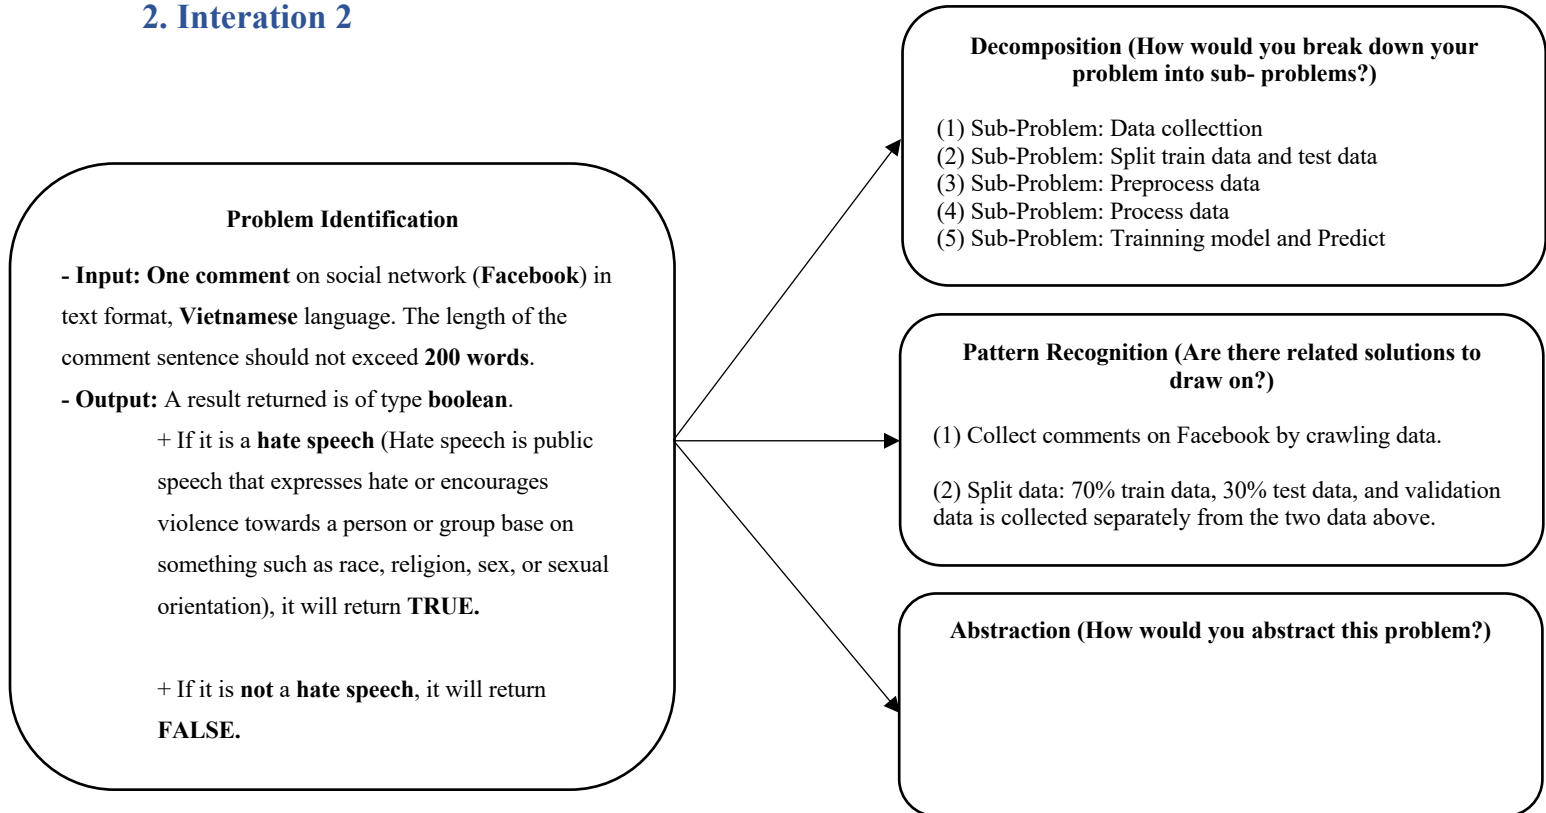 2. Interation 2
Problem Identification
- Input: One comment on social network (Facebook) in
text format, Vietnamese language. The length of the
comment sentence should not exceed 200 words.
- Output: A result returned is of type boolean.
+ If it is a hate speech (Hate speech is public
speech that expresses hate or encourages
violence towards a person or group base on
something such as race, religion, sex, or sexual
orientation), it will return TRUE.
+ If it is not a hate speech, it will return
FALSE.
Decomposition (How would you break down your
problem into sub- problems?)
(1) Sub-Problem: Data collecttion
(2) Sub-Problem: Split train data and test data
(3) Sub-Problem: Preprocess data
(4) Sub-Problem: Process data
(5) Sub-Problem: Trainning model and Predict
Pattern Recognition (Are there related solutions to
draw on?)
(1) Collect comments on Facebook by crawling data.
(2) Split data: 70% train data, 30% test data, and validation
data is collected separately from the two data above.
Abstraction (How would you abstract this problem?)